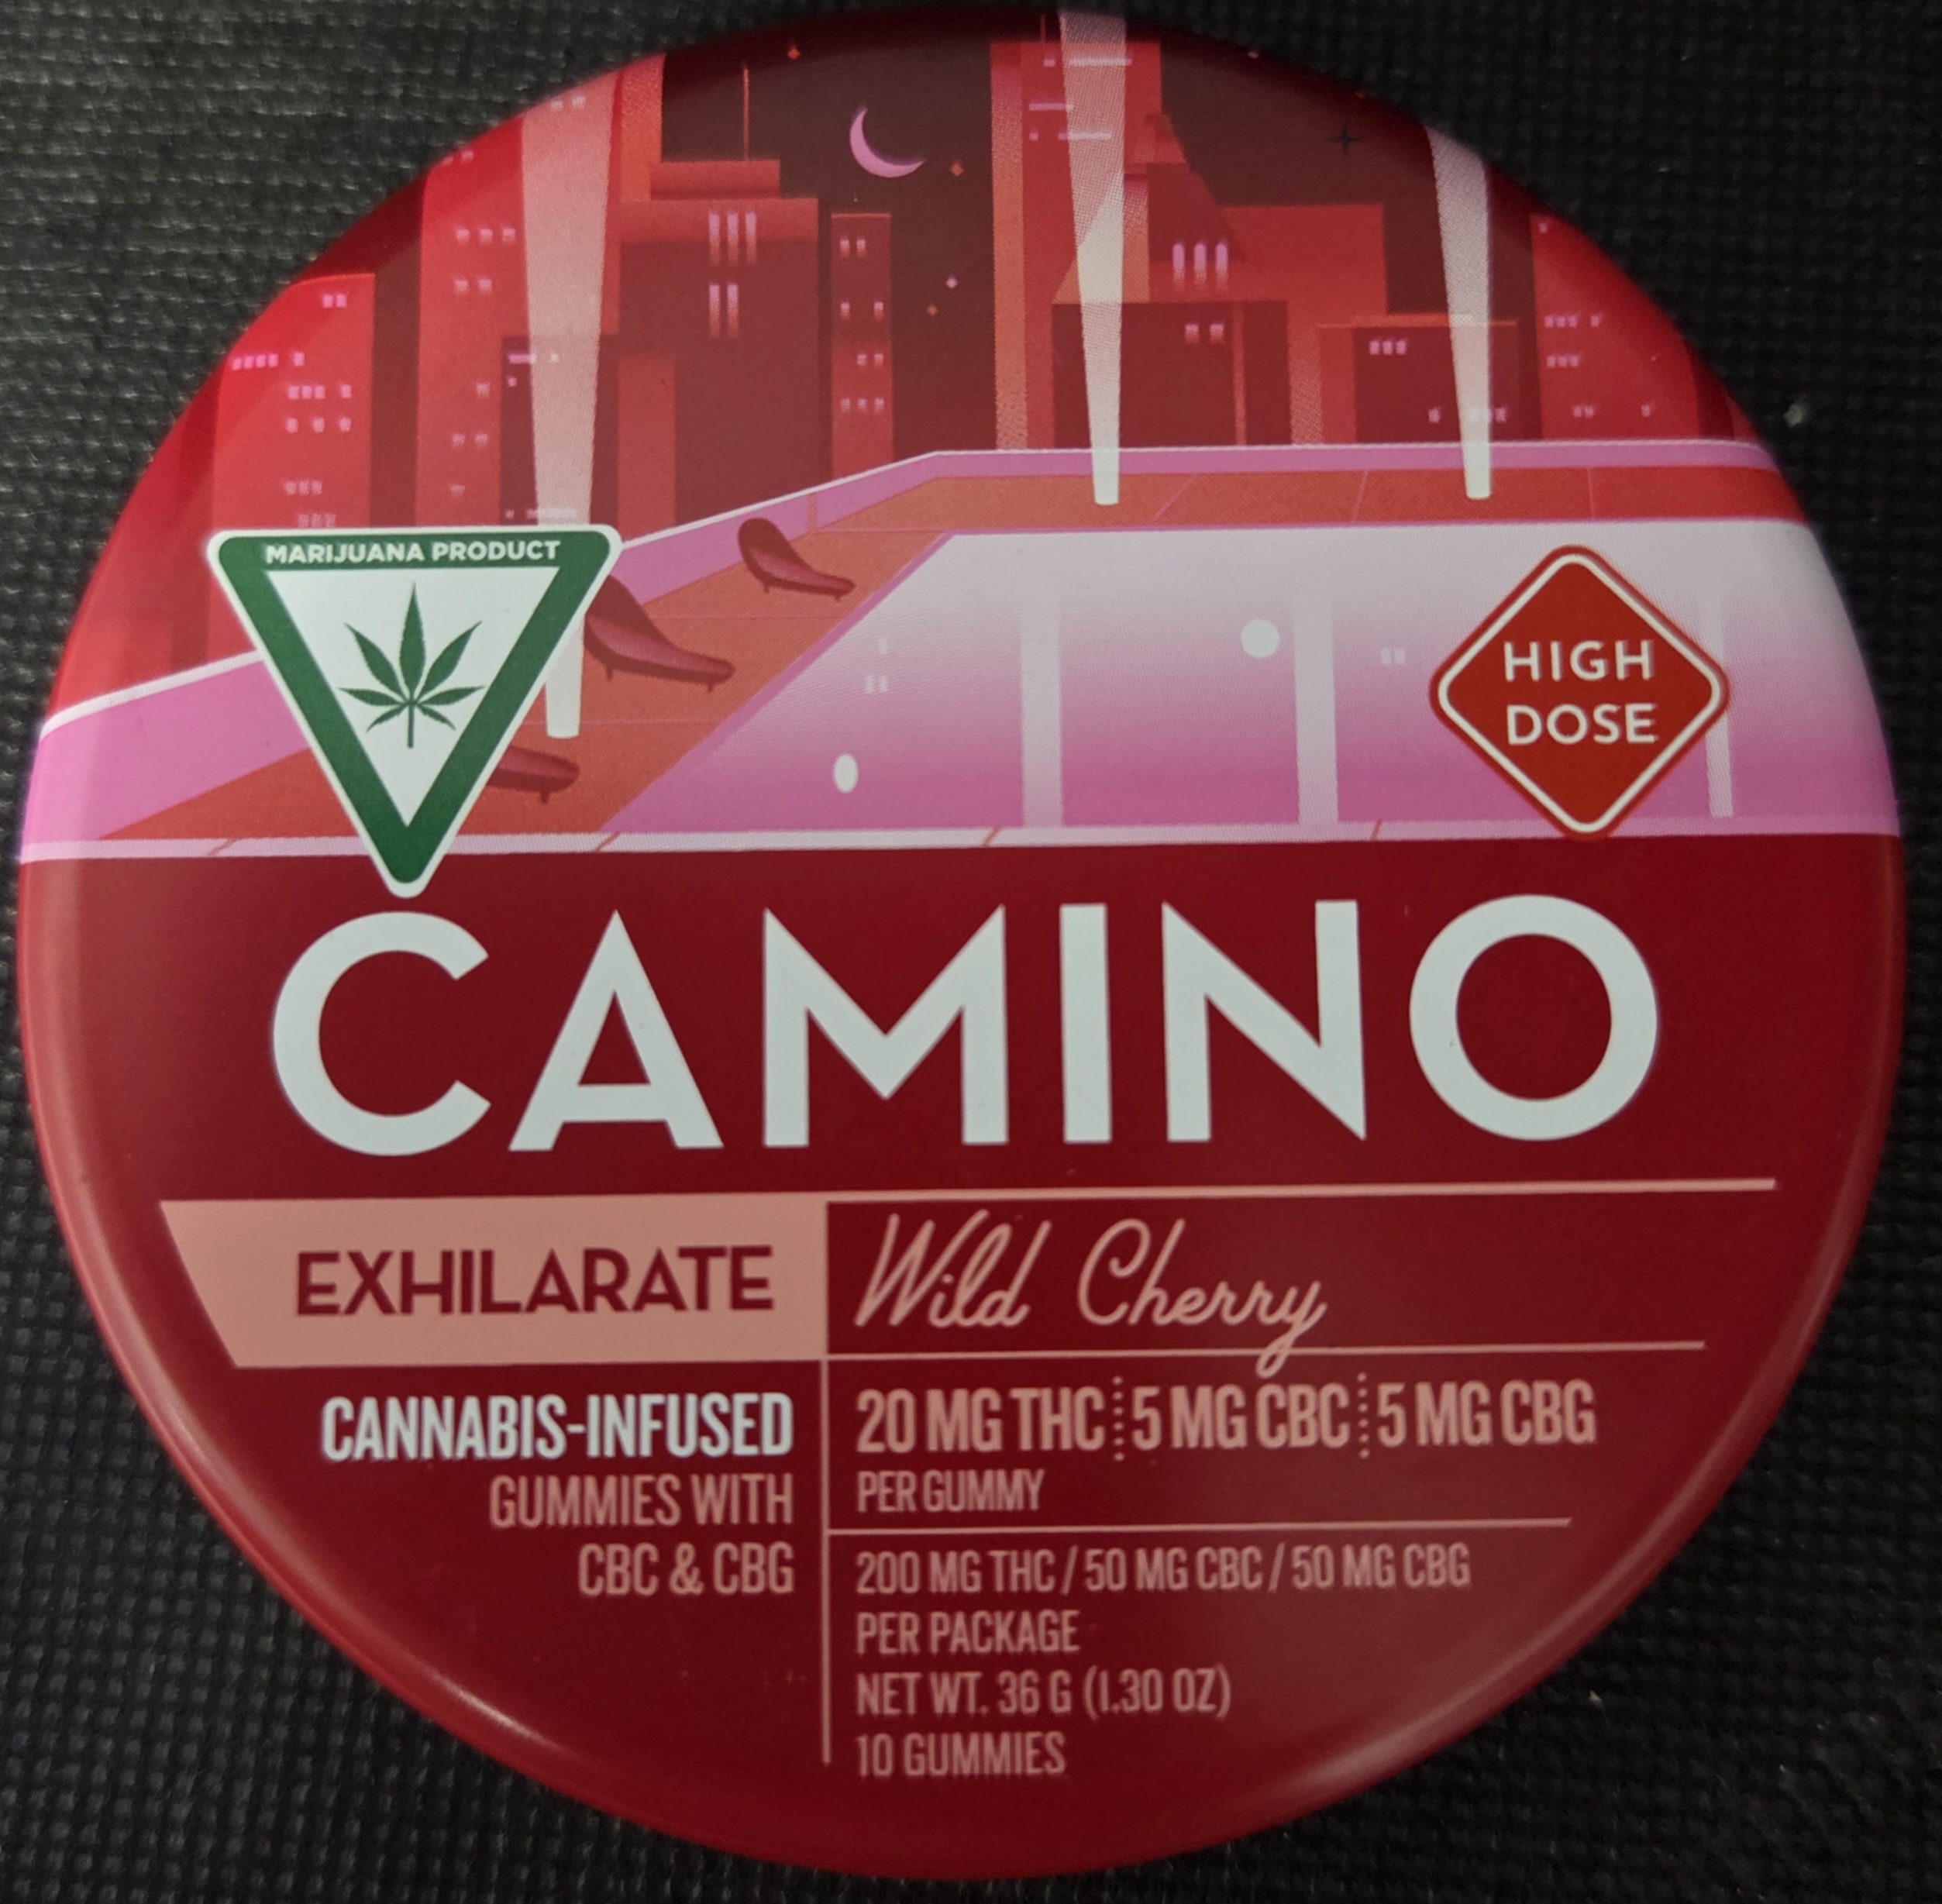 MARIJUANA PRODUCT
HIGH
DOSE
CAMINO
EXHILARATE
Wild Cherry
CANNABIS-INFUSED
GUMMIES WITH
CBC & CBG
20 MG THC 5 MG CBC 5 MG CBG
PER GUMMY
200 MG THC / 50 MG CBC / 50 MG CBG
PER PACKAGE
NET WT. 36 G (1.30 OZ)
10 GUMMIES